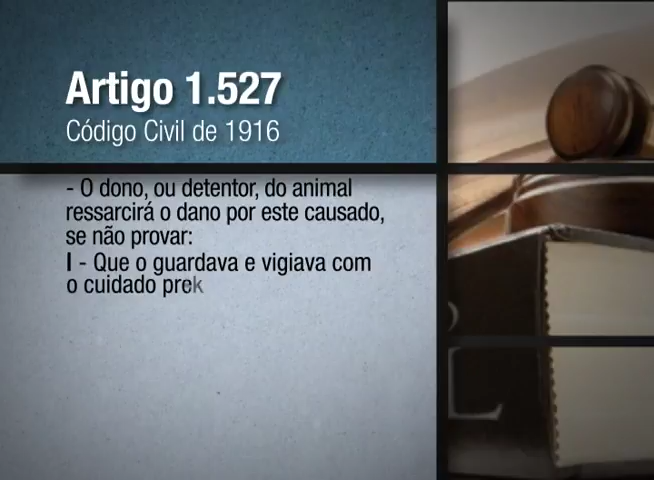 Artigo 1.527
Código Civil de 1916
- O dono, ou detentor, do animal
ressarcirá o dano por este causado,
se não provar:
I - Que o guardava e vigiava com
o cuidado prek